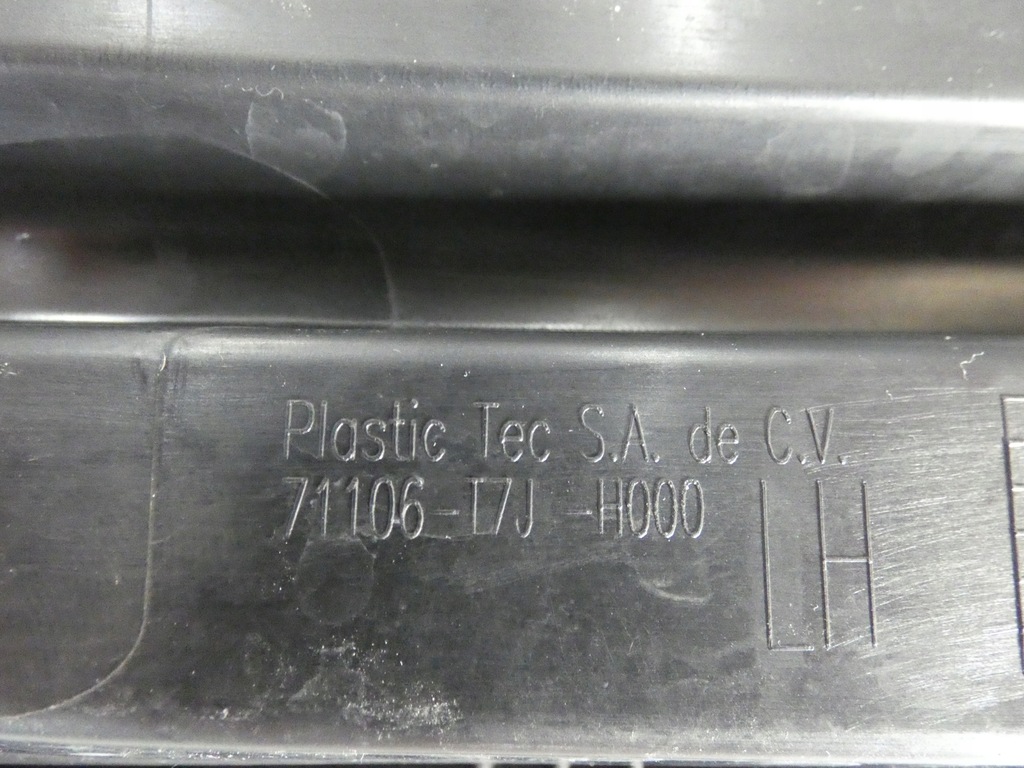 Plastic Tec S.A. de C.V.
71106-T7J -H000
LH